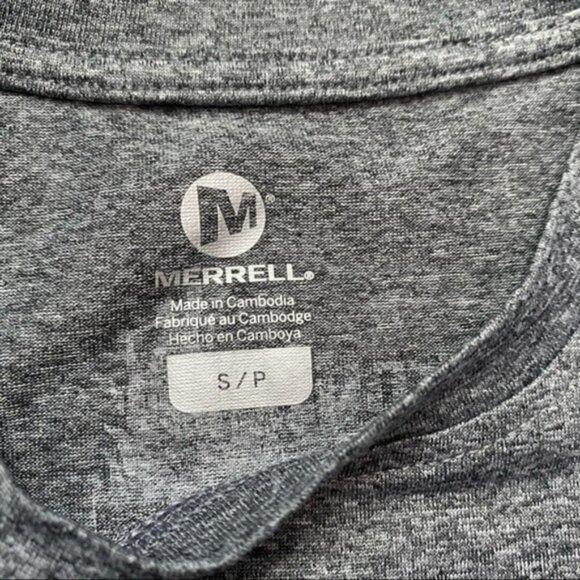 M®
MERRELL®
Made in Cambodia
Fabriqué au Cambodge
Hecho en Camboya
S / P